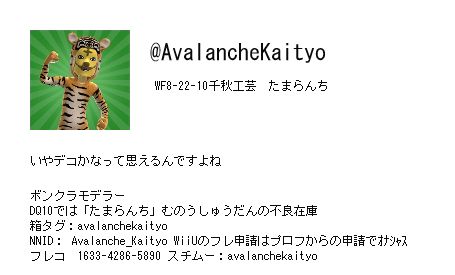 @AvalancheKaityo
WF8-22-10千秋工芸　たまらんち
いやデコかなって思えるんですよね
ボンクラモデラー
DQ10では「たまらんち」むのうしゅうだんの不良在庫
箱タグ：avalanchekaityo
NNID： Avalanche_Kaityo WiiUのフレ申請はプロフからの申請でオナシャス
フレコ　1633-4286-5890 スチムー：avalanchekaityo